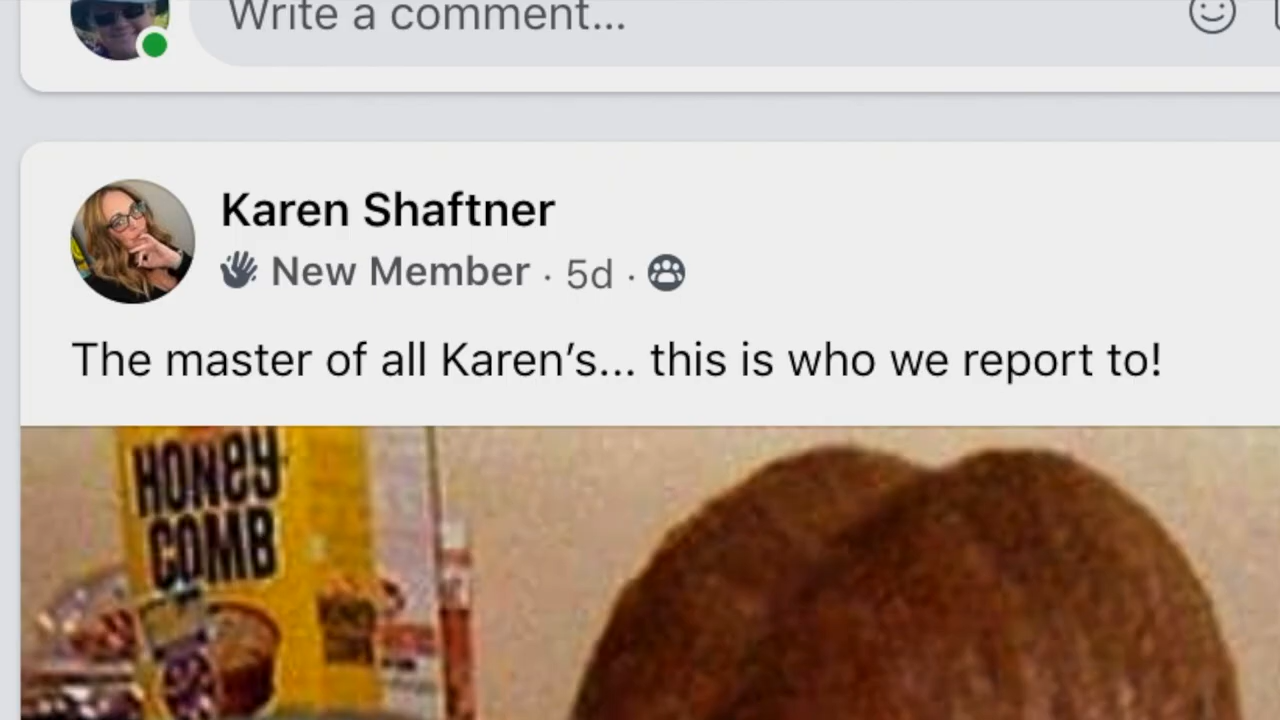 Write a comment...
Karen Shaftner
New Member · 5d ·
The master of all Karen’s... this is who we report to!
HONeY
COMB